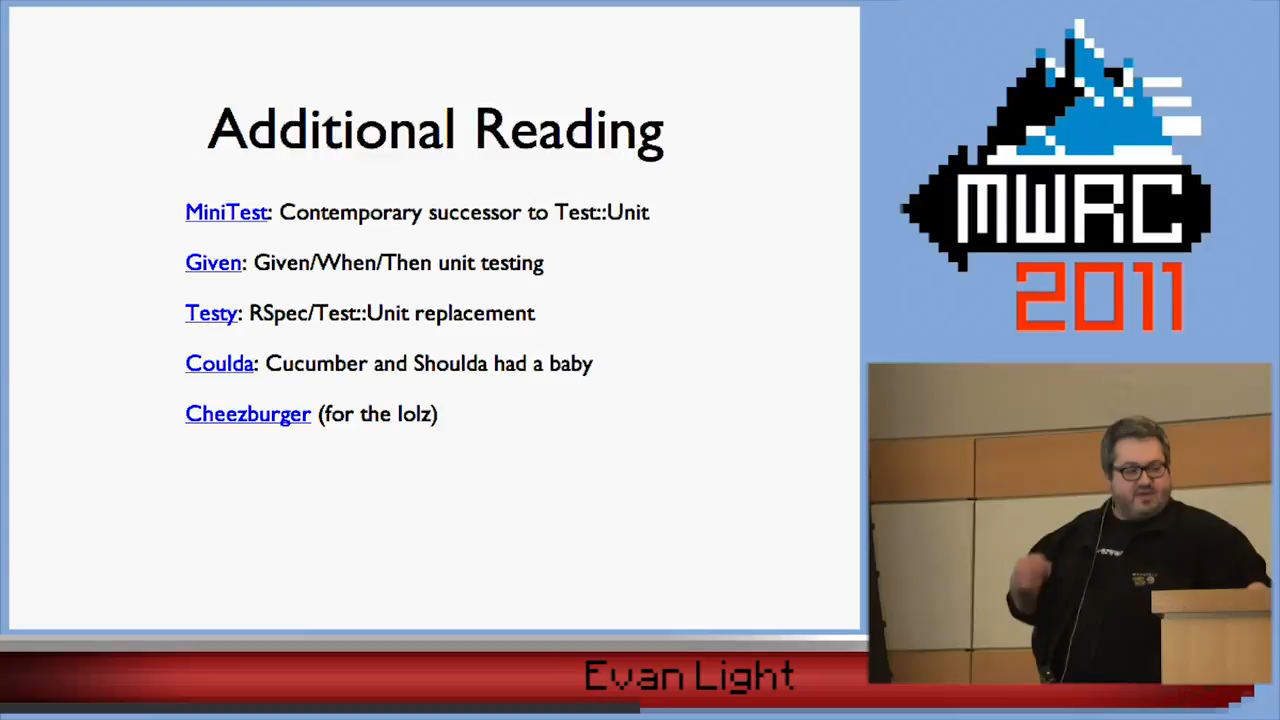 Additional Reading
MiniTest: Contemporary successor to Test::Unit
Given: Given/When/Then unit testing
Testy: RSpec/Test::Unit replacement
Coulda: Cucumber and Shoulda had a baby
Cheezburger (for the lolz)
MWRC
2011
Evan Light